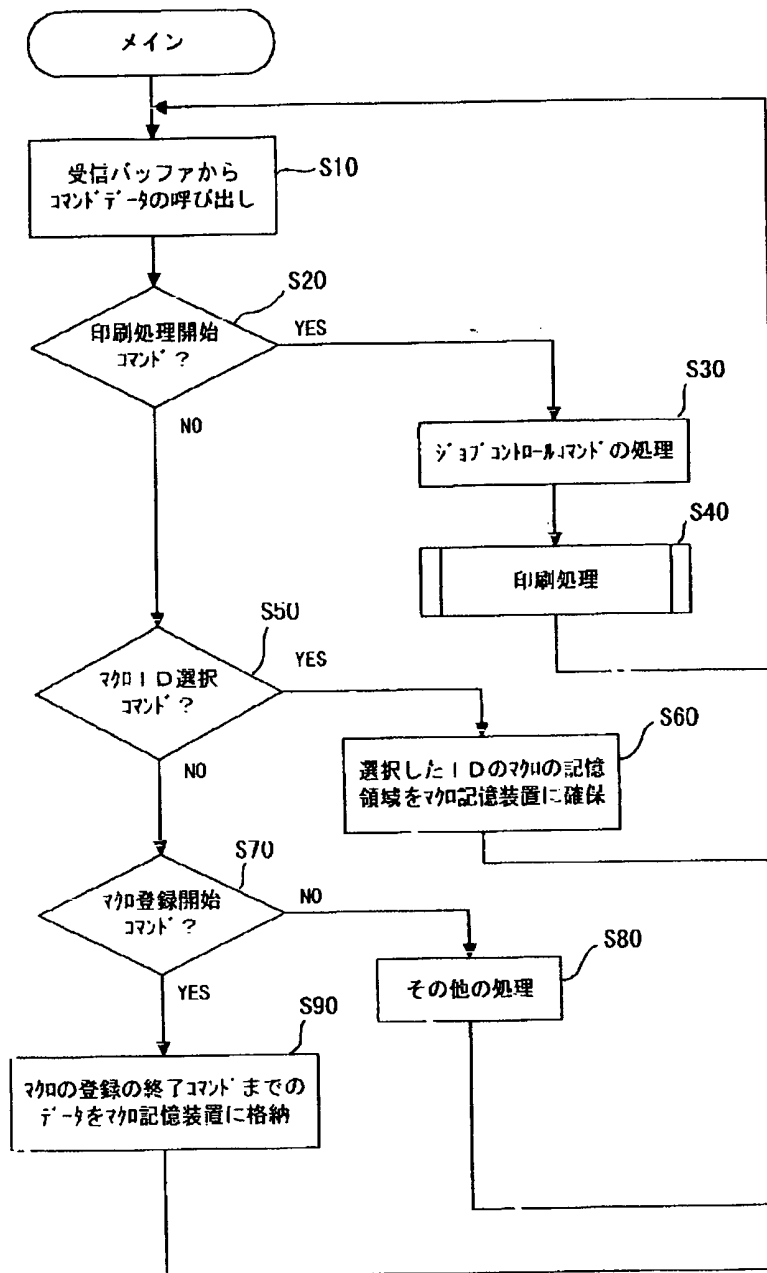 メイン
受信バッファから
コマンドデータの呼び出し
S10
印刷処理開始
コマンド？
S20
YES
NO
S30
ジョブコントロールコマンドの処理
S40
印刷処理
S50
マクロＩＤ選択
コマンド？
YES
NO
S60
選択したＩＤのマクロの記憶
領域をマクロ記憶装置に確保
S70
マクロ登録開始
コマンド？
NO
YES
S80
その他の処理
S90
マクロの登録の終了コマンドまでの
データをマクロ記憶装置に格納